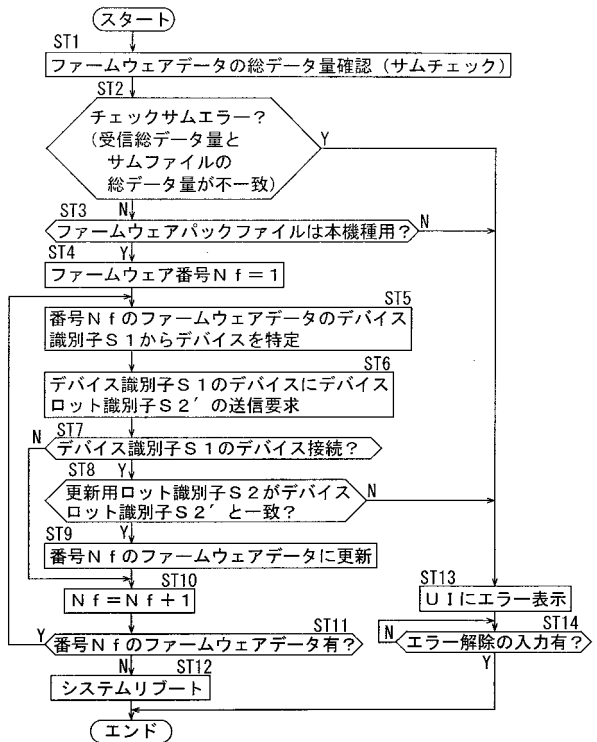 スタート
ST1
ファームウェアデータの総データ量確認（サムチェック）
ST2
チェックサムエラー？
（受信総データ量と
サムファイルの
総データ量が不一致）
Y
N
ST3
ファームウェアパックファイルは本機種用？
N
Y
ST4
ファームウェア番号Ｎｆ＝１
ST5
番号Ｎｆのファームウェアデータのデバイス
識別子Ｓ１からデバイスを特定
ST6
デバイス識別子Ｓ１のデバイスにデバイス
ロット識別子Ｓ２′の送信要求
ST7
N
デバイス識別子Ｓ１のデバイス接続？
Y
ST8
更新用ロット識別子Ｓ２がデバイス
ロット識別子Ｓ２′と一致？
N
Y
ST9
番号Ｎｆのファームウェアデータに更新
ST10
Ｎｆ＝Ｎｆ＋１
ST11
Y
番号Ｎｆのファームウェアデータ有？
N
ST12
システムリブート
ST13
ＵＩにエラー表示
ST14
N
エラー解除の入力有？
Y
エンド